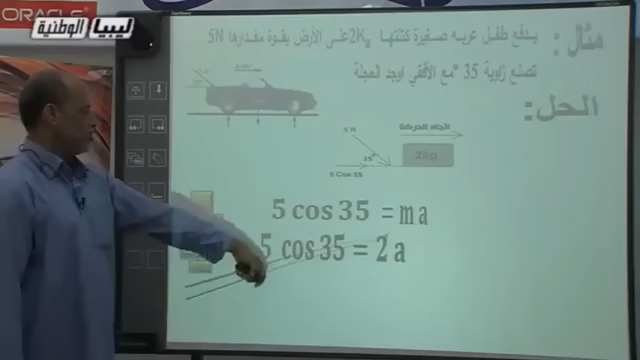 ORACLE
ليبيا الوطنية
مثال :
يدفع طفل عربه صغيرة كتلتها 2Kg على الأرض بقوة مقدارها 5N
تصنع زاوية 35 °مع الأفقي اوجد العجلة
الحل:
اتجاه الحركة
5 N
35°
2Kg
5 Cos 35
5 cos 35 = ma
5 cos 35 = 2 a